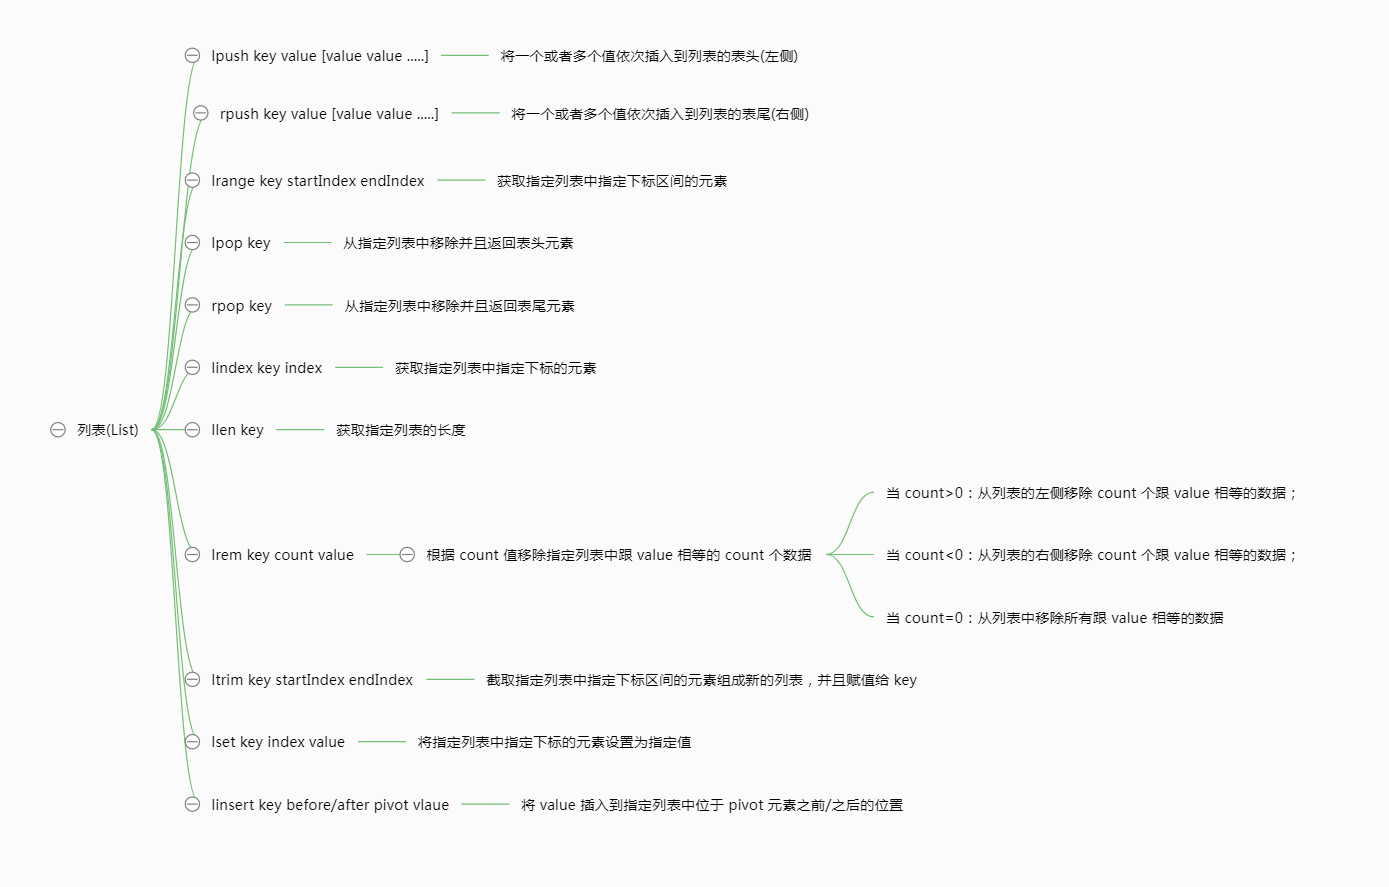 lpush key value [value value .....] 将一个或者多个值依次插入到列表的表头(左侧)
rpush key value [value value .....] 将一个或者多个值依次插入到列表的表尾(右侧)
lrange key startIndex endIndex 获取指定列表中指定下标区间的元素
lpop key 从指定列表中移除并且返回表头元素
rpop key 从指定列表中移除并且返回表尾元素
lindex key index 获取指定列表中指定下标的元素
列表(List) llen key 获取指定列表的长度
当 count>0：从列表的左侧移除 count 个跟 value 相等的数据；
lrem key count value 根据 count 值移除指定列表中跟 value 相等的 count 个数据 当 count<0：从列表的右侧移除 count 个跟 value 相等的数据；
当 count=0：从列表中移除所有跟 value 相等的数据
ltrim key startIndex endIndex 截取指定列表中指定下标区间的元素组成新的列表，并且赋值给 key
lset key index value 将指定列表中指定下标的元素设置为指定值
linsert key before/after pivot vlaue 将 value 插入到指定列表中位于 pivot 元素之前/之后的位置